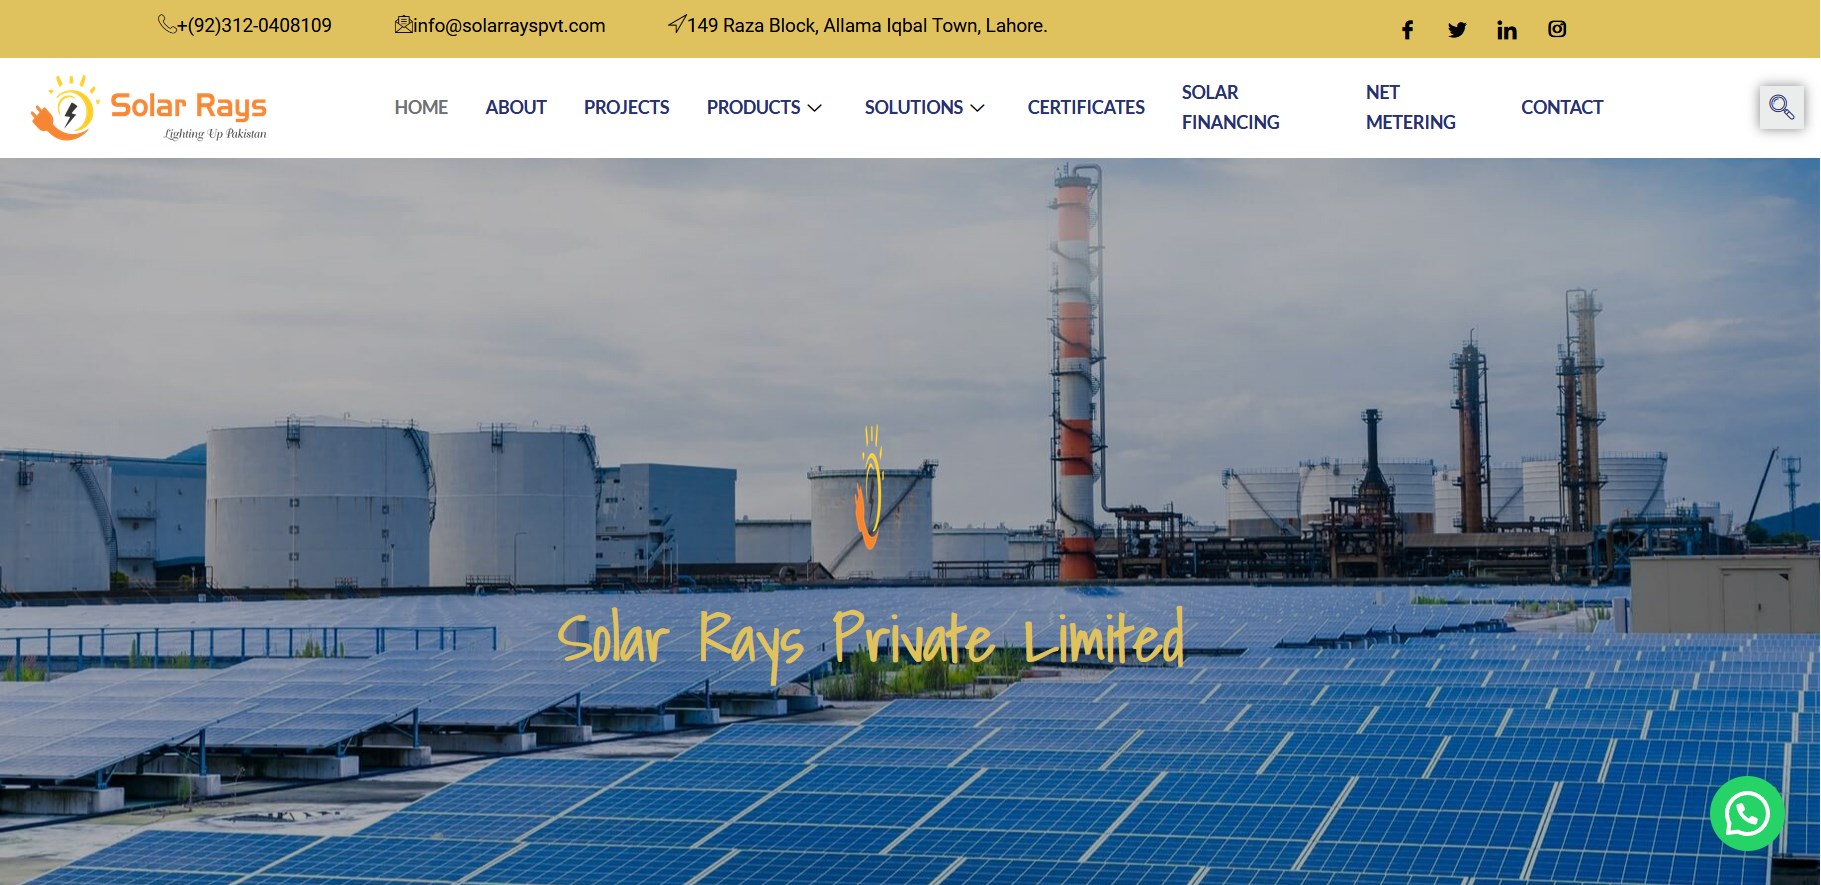 +(92)312-0408109
info@solarrayspvt.com
149 Raza Block, Allama Iqbal Town, Lahore.
Solar Rays
Lighting Up Pakistan
HOME
ABOUT
PROJECTS
PRODUCTS
SOLUTIONS
CERTIFICATES
SOLAR
FINANCING
NET
METERING
CONTACT
Solar Rays Private Limited